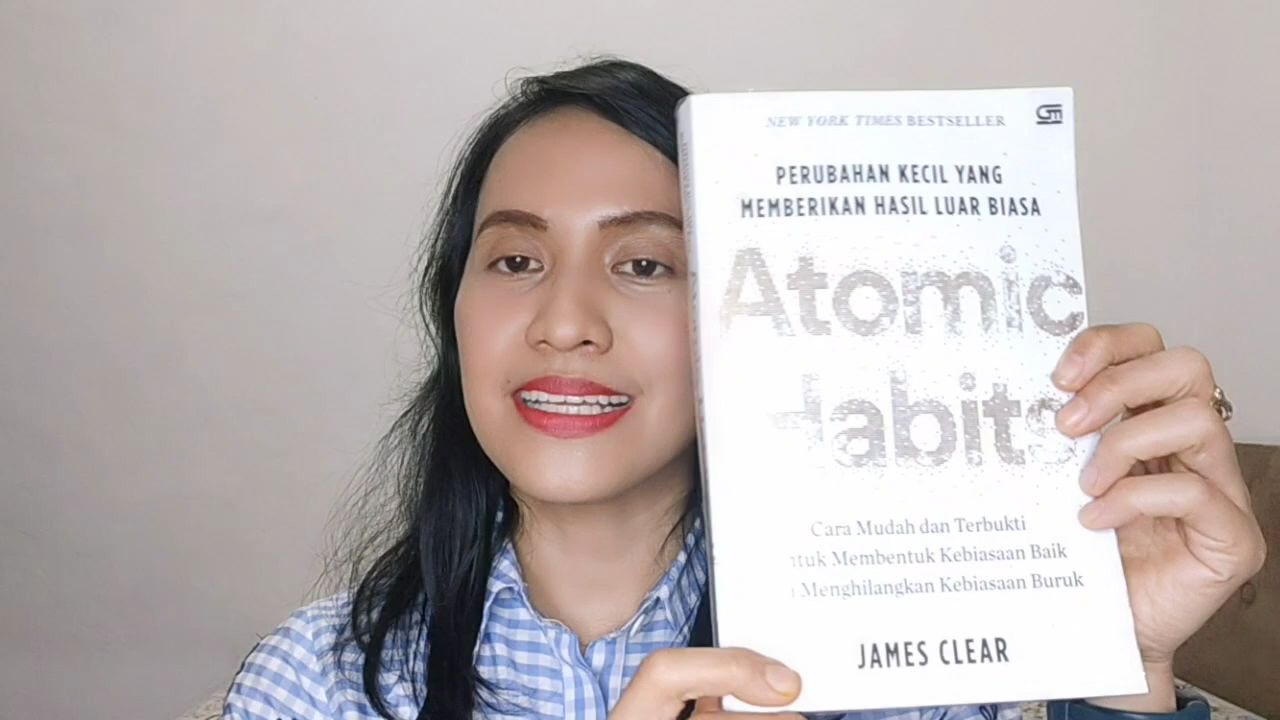 NEW YORK TIMES BESTSELLER
GM
PERUBAHAN KECIL YANG
MEMBERIKAN HASIL LUAR BIASA
Atomic
Habits
Cara Mudah dan Terbukti
ntuk Membentuk Kebiasaan Baik
Menghilangkan Kebiasaan Buruk
JAMES CLEAR